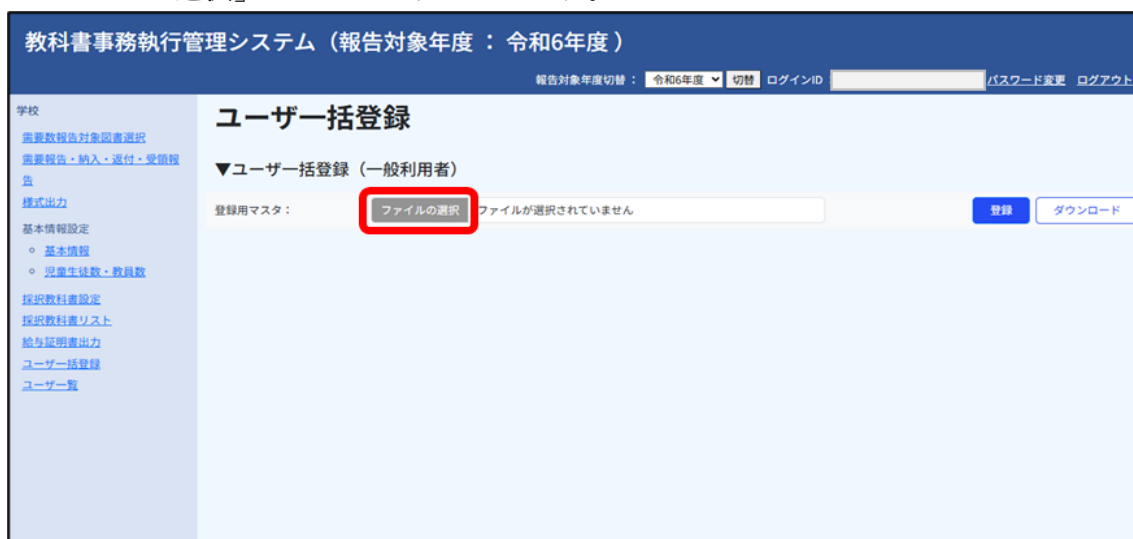 教科書事務執行管理システム（報告対象年度 ： 令和6年度 ）
報告対象年度切替 ： 令和6年度 切替 ログインID パスワード変更 ログアウト
学校
需要数報告対象図書選択
需要報告・納入・返付・受領報
告
様式出力
基本情報設定
基本情報
児童生徒数・教員数
採択教科書設定
採択教科書リスト
給与証明書出力
ユーザ一括登録
ユーザ一覧
ユーザ一括登録
▼ユーザ一括登録（一般利用者）
登録用マスタ： ファイルの選択 ファイルが選択されていません 登録 ダウンロード